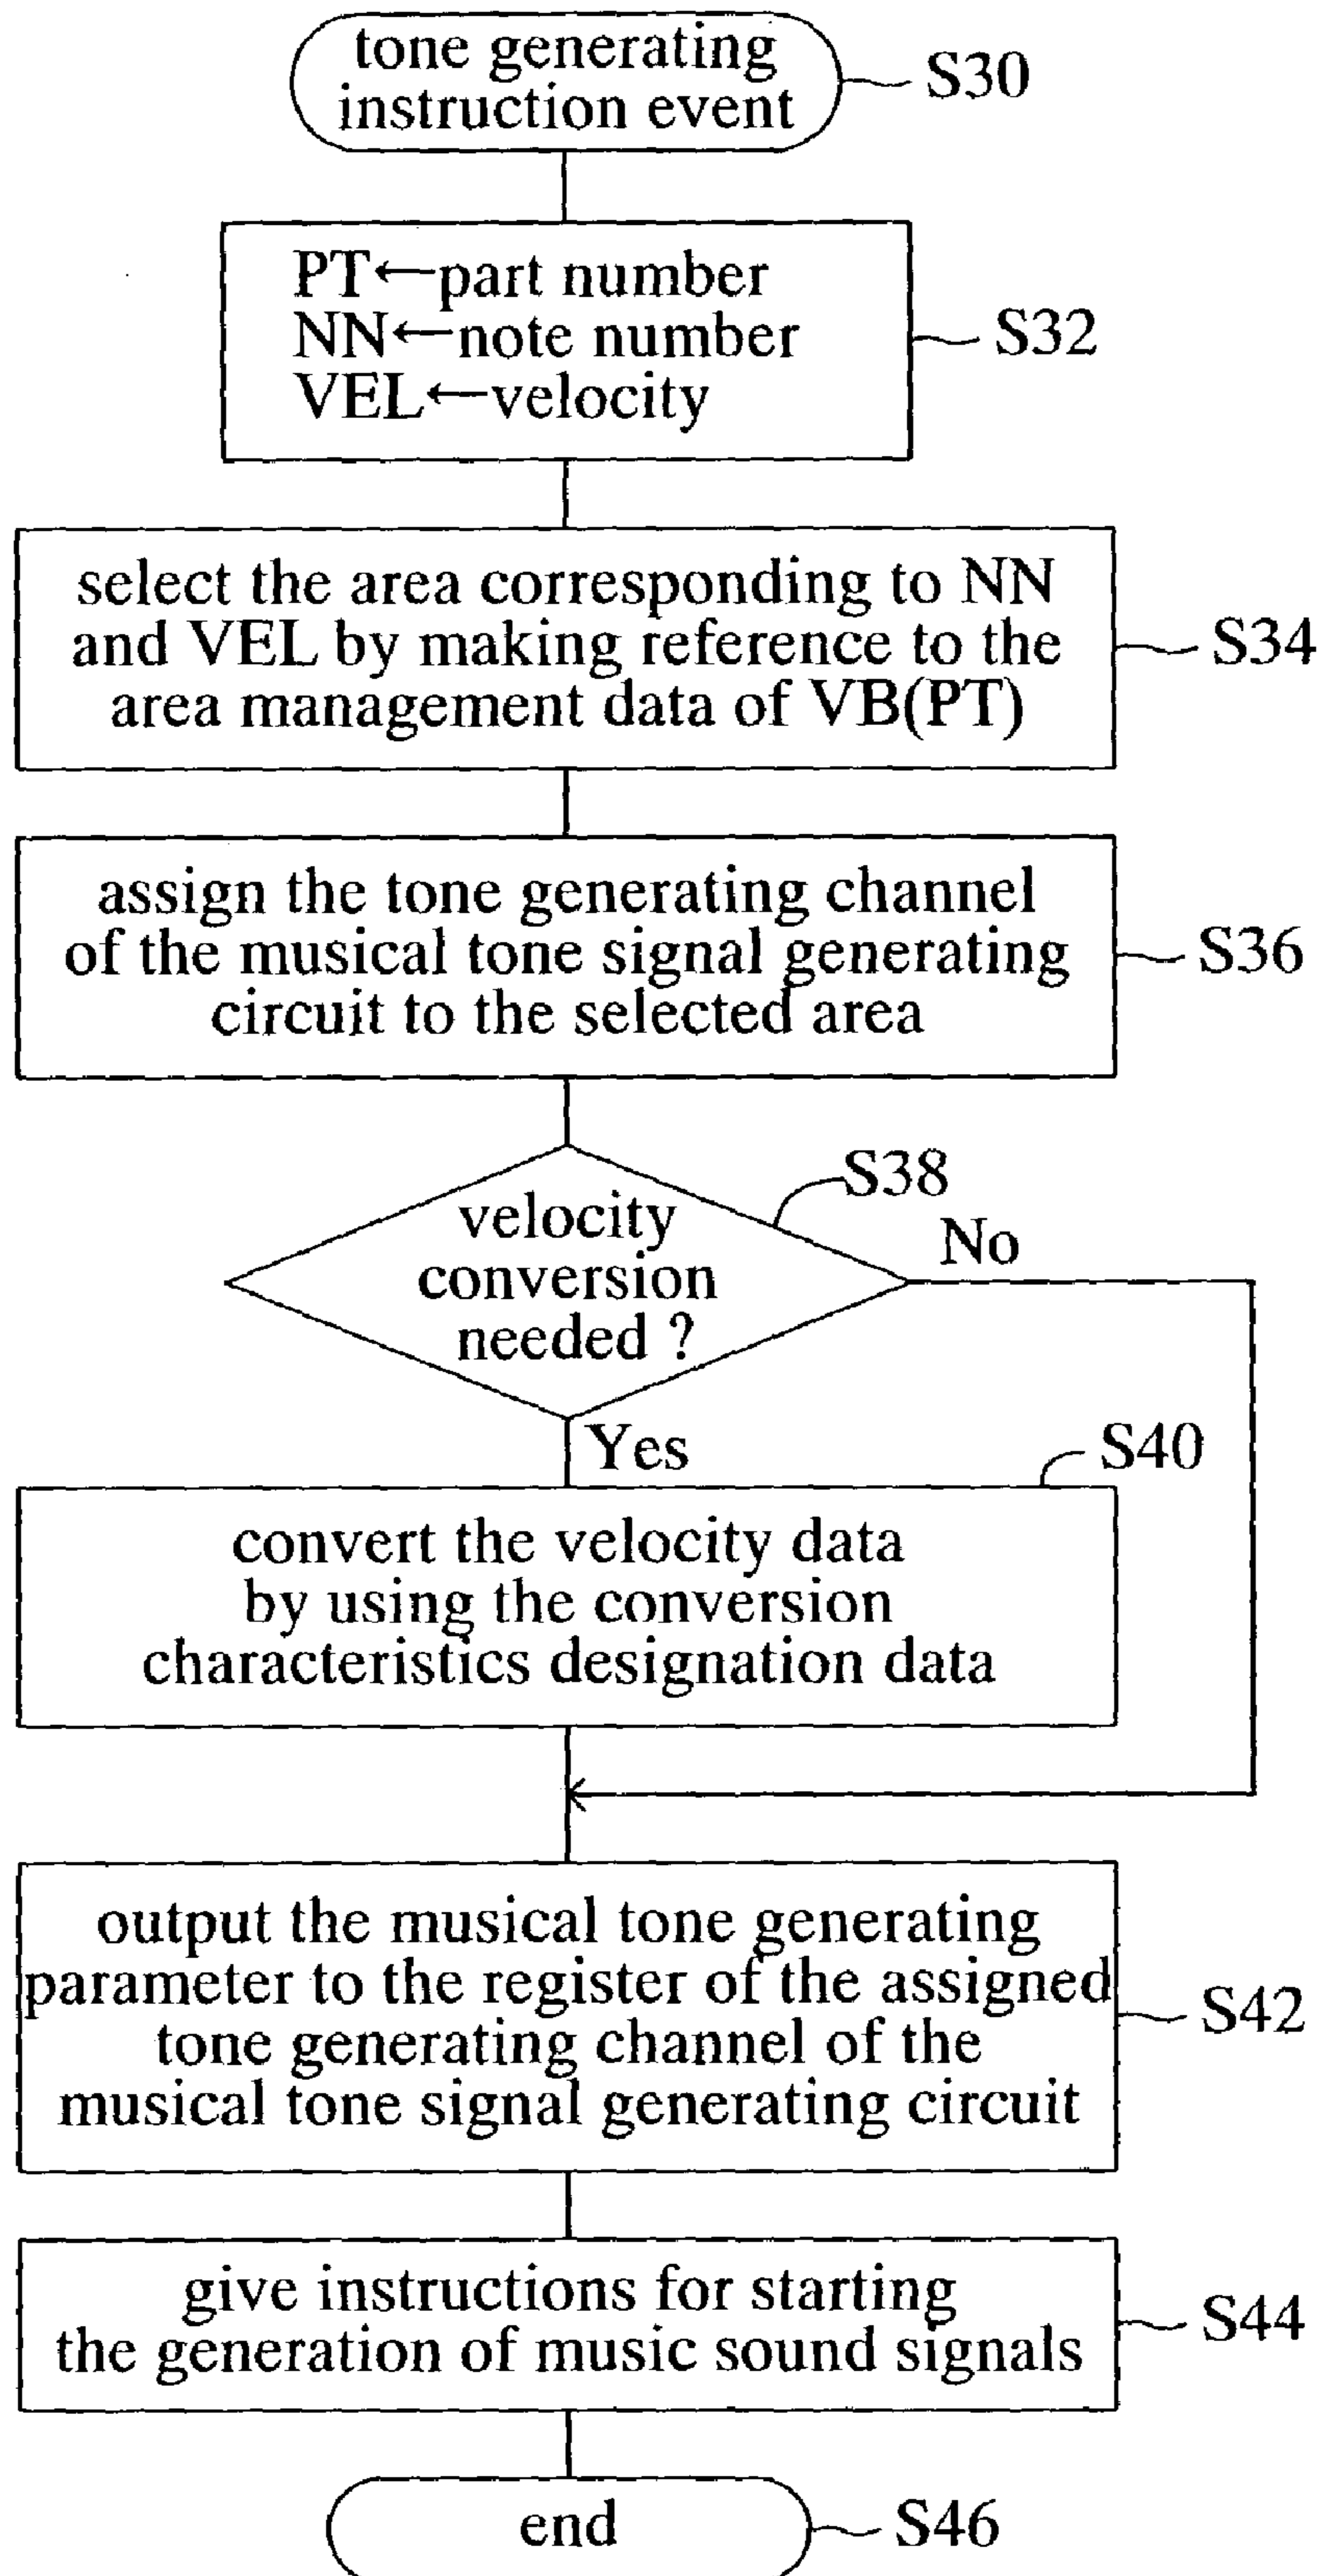 tone generating
instruction event
S30
PT←part number
NN←note number
VEL←velocity
S32
select the area corresponding to NN
and VEL by making reference to the
area management data of VB(PT)
S34
assign the tone generating channel
of the musical tone signal generating
circuit to the selected area
S36
velocity
conversion
needed ?
S38
No
Yes
S40
convert the velocity data
by using the conversion
characteristics designation data
output the musical tone generating
parameter to the register of the assigned
tone generating channel of the
musical tone signal generating circuit
S42
give instructions for starting
the generation of music sound signals
S44
end
S46